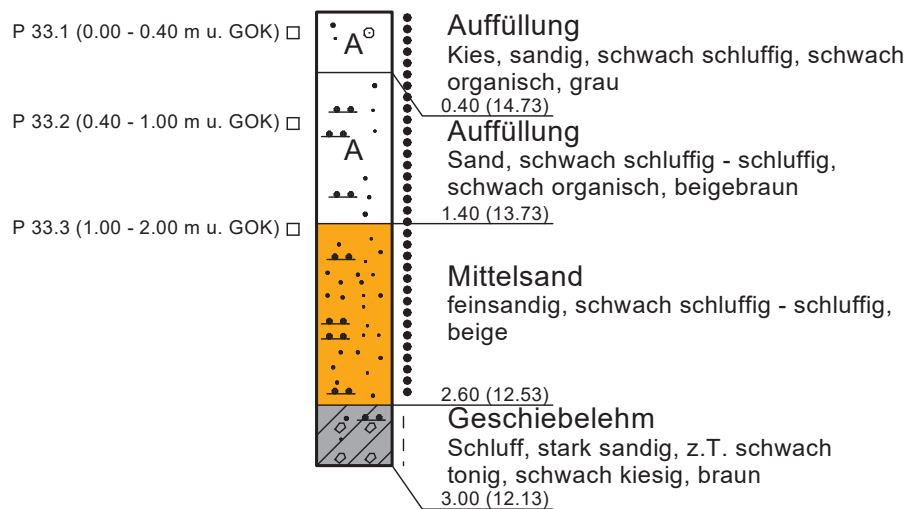 P 33.1 (0.00 - 0.40 m u. GOK)
A
Auffüllung
Kies, sandig, schwach schluffig, schwach
organisch, grau
0.40 (14.73)
P 33.2 (0.40 - 1.00 m u. GOK)
A
Auffüllung
Sand, schwach schluffig - schluffig,
schwach organisch, beigebraun
1.40 (13.73)
P 33.3 (1.00 - 2.00 m u. GOK)
Mittelsand
feinsandig, schwach schluffig - schluffig,
beige
2.60 (12.53)
Geschiebelehm
Schluff, stark sandig, z.T. schwach
tonig, schwach kiesig, braun
3.00 (12.13)